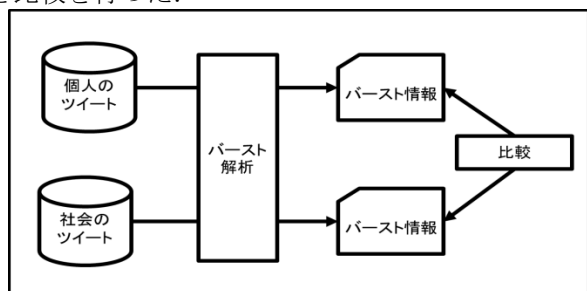 と比較を行った.
個人の
ツイート
バースト情報
バースト
解析
比較
社会の
ツイート
バースト情報